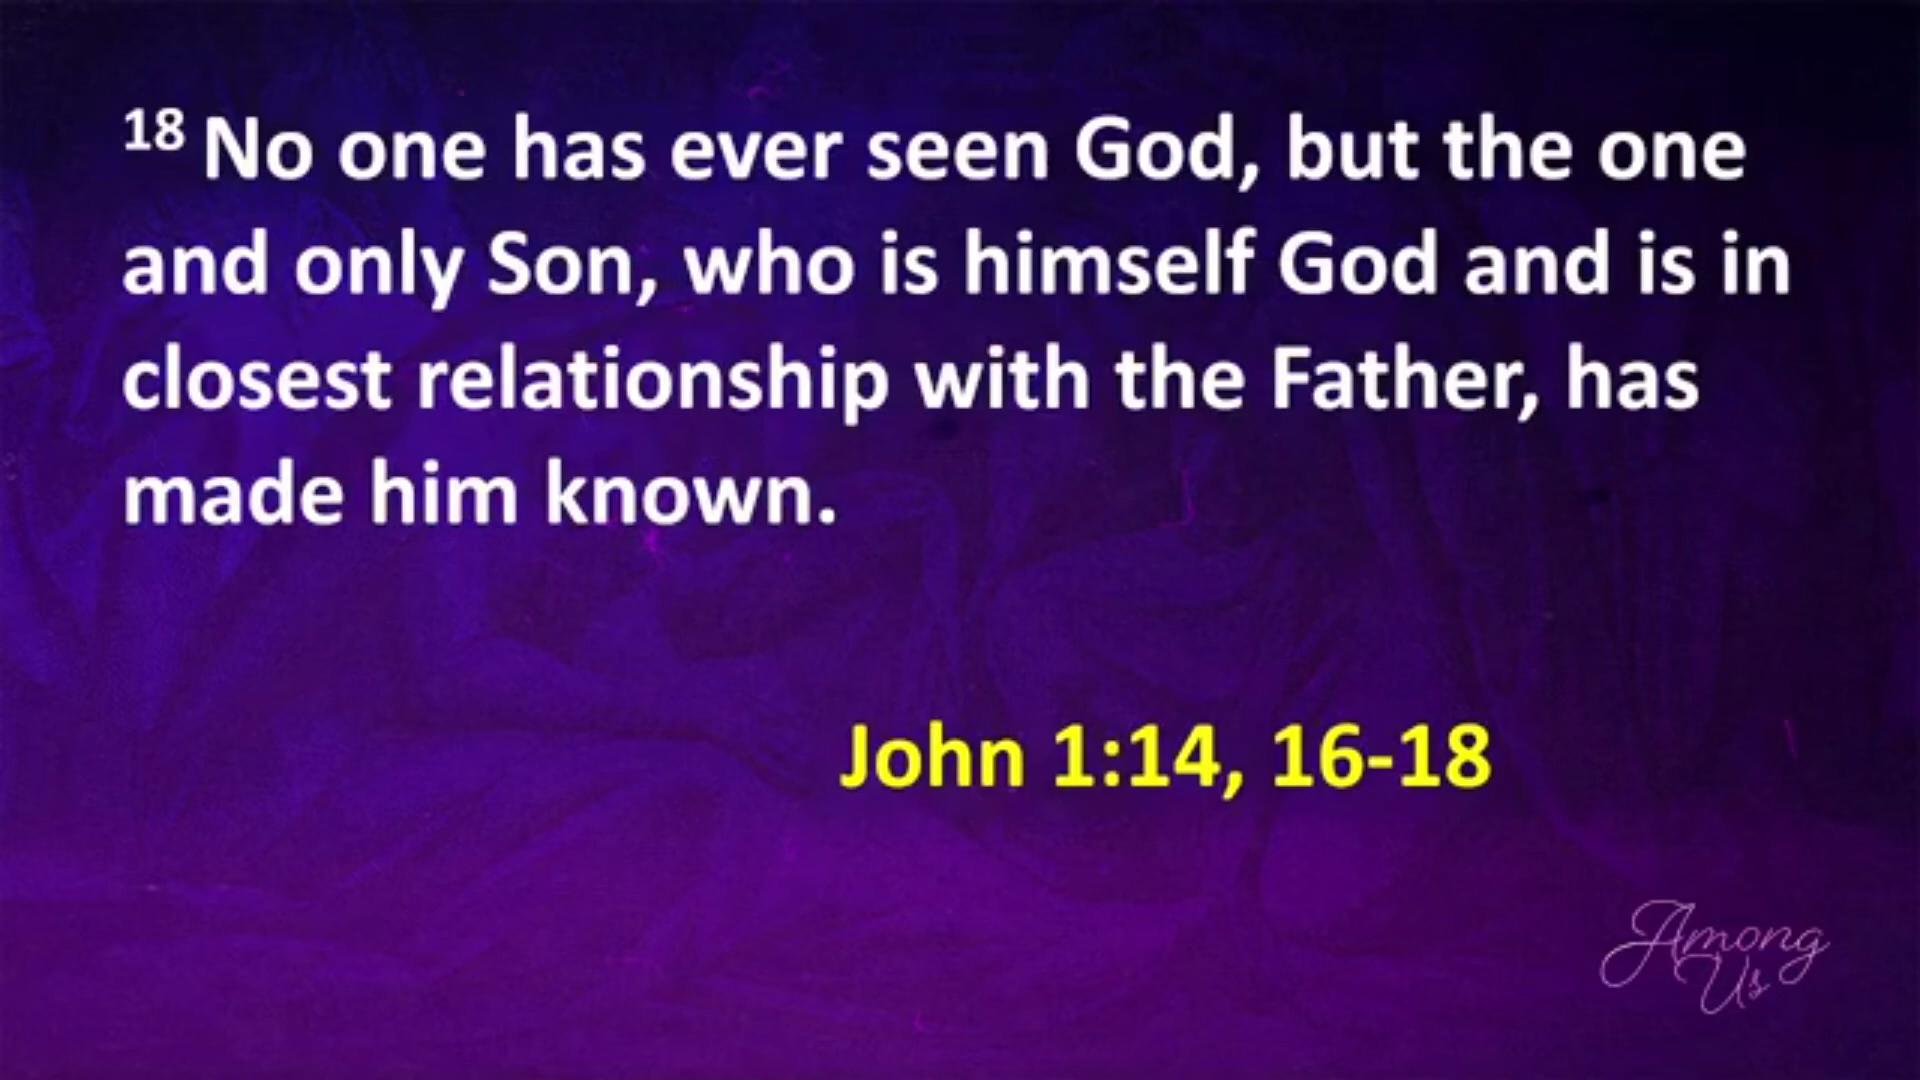 18 No one has ever seen God, but the one
and only Son, who is himself God and is in
closest relationship with the Father, has
made him known.
John 1:14, 16-18
Among
Us